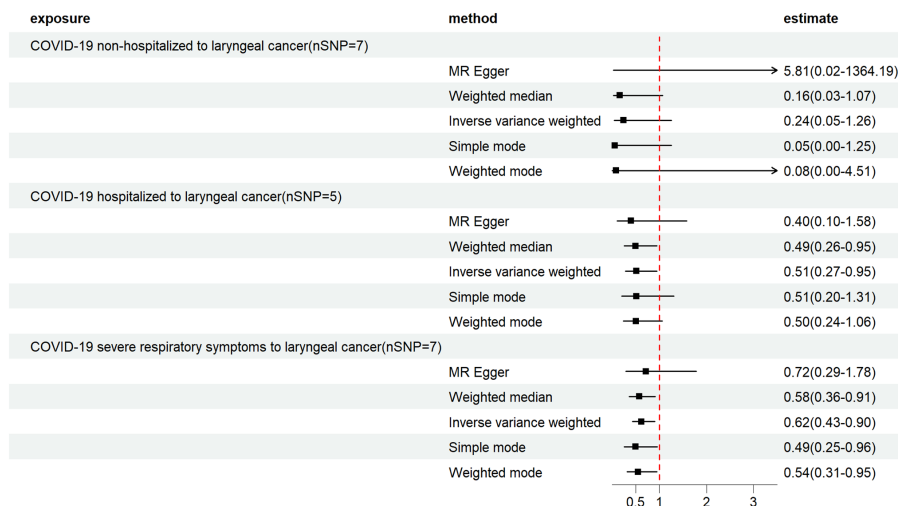 exposure method estimate
COVID-19 non-hospitalized to laryngeal cancer(nSNP=7)
MR Egger 5.81(0.02-1364.19)
Weighted median 0.16(0.03-1.07)
Inverse variance weighted 0.24(0.05-1.26)
Simple mode 0.05(0.00-1.25)
Weighted mode 0.08(0.00-4.51)
COVID-19 hospitalized to laryngeal cancer(nSNP=5)
MR Egger 0.40(0.10-1.58)
Weighted median 0.49(0.26-0.95)
Inverse variance weighted 0.51(0.27-0.95)
Simple mode 0.51(0.20-1.31)
Weighted mode 0.50(0.24-1.06)
COVID-19 severe respiratory symptoms to laryngeal cancer(nSNP=7)
MR Egger 0.72(0.29-1.78)
Weighted median 0.58(0.36-0.91)
Inverse variance weighted 0.62(0.43-0.90)
Simple mode 0.49(0.25-0.96)
Weighted mode 0.54(0.31-0.95)
0.5 1 2 3